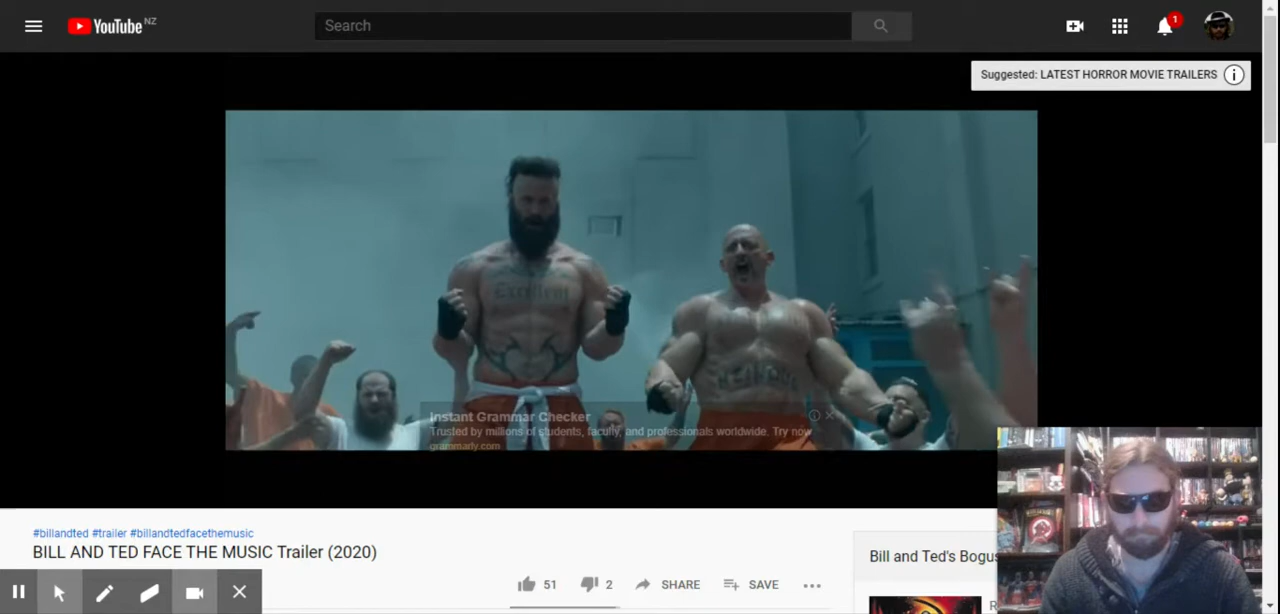 YouTube NZ
Search
1
Suggested: LATEST HORROR MOVIE TRAILERS
Excellent
Instant Grammar Checker
Trusted by millions of students, faculty, and professionals worldwide. Try now
grammarly.com
#billandted #trailer #billandtedfacethemusic
BILL AND TED FACE THE MUSIC Trailer (2020)
51
2
SHARE
SAVE
Bill and Ted's Bogus